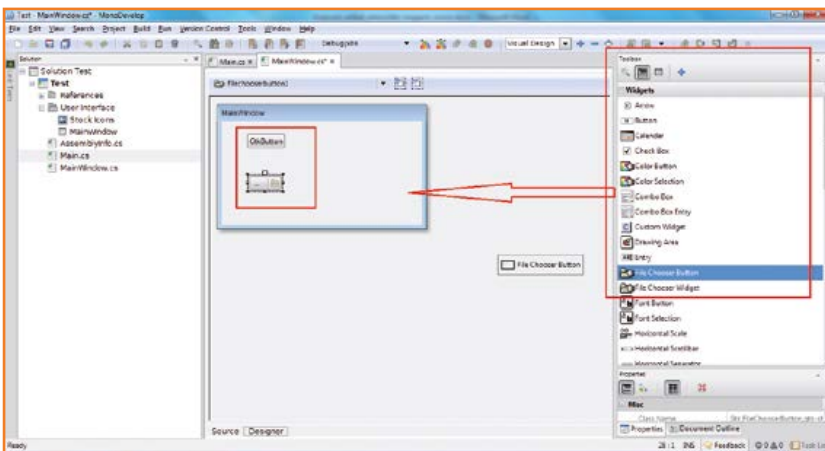 Test - MainWindow.cs* - MonoDevelop
File Edit View Search Project Build Run Version Control Tools Window Help
Debug|x86
Visual Design
Solution
Solution Test
Test
References
User Interface
Stock Icons
MainWindow
AssemblyInfo.cs
Main.cs
MainWindow.cs
Main.cs
MainWindow.cs*
filechooserbutton1
MainWindow
File Chooser Button
Source Designer
Toolbox
Widgets
Arrow
Button
Calendar
Check Box
Color Button
Color Selection
Combo Box
Combo Box Entry
Custom Widget
Drawing Area
Entry
File Chooser Button
File Chooser Widget
Font Button
Font Selection
Horizontal Scale
Horizontal Scrollbar
Horizontal Separator
Properties
Misc
Class Name
Properties Document Outline
Ready
INS Feedback